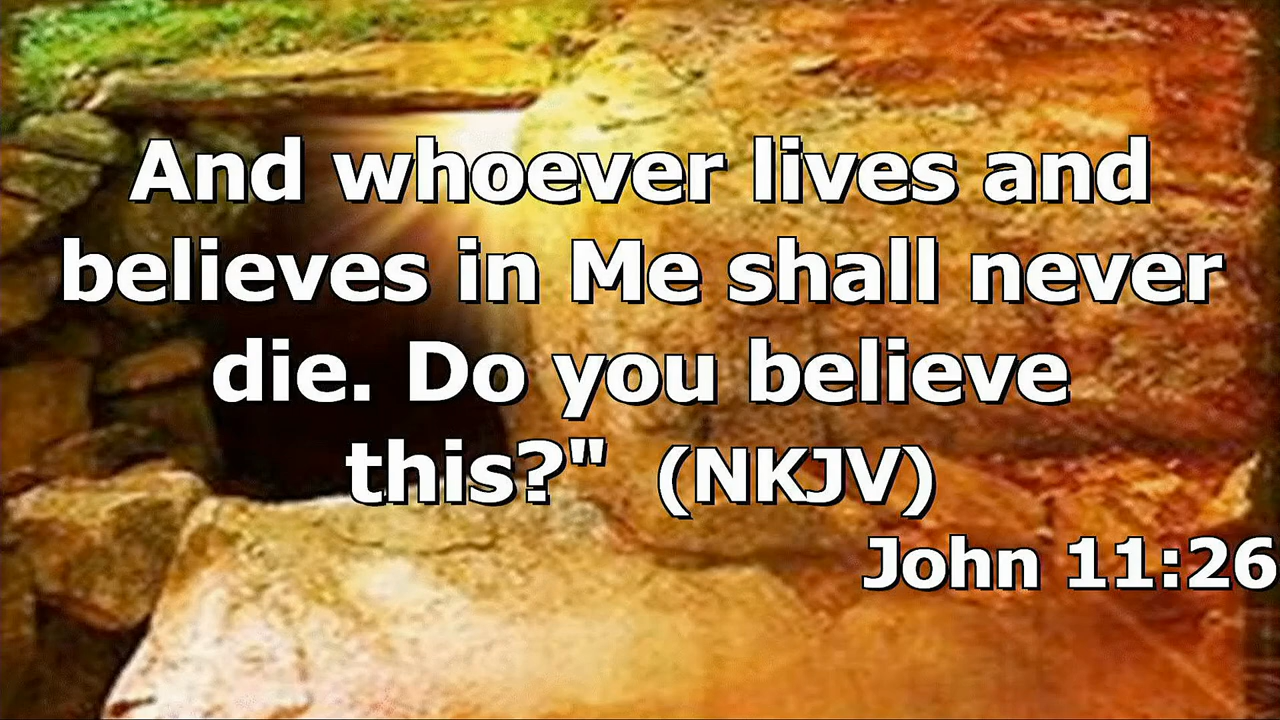 And whoever lives and
believes in Me shall never
die. Do you believe
this?" (NKJV)
John 11:26